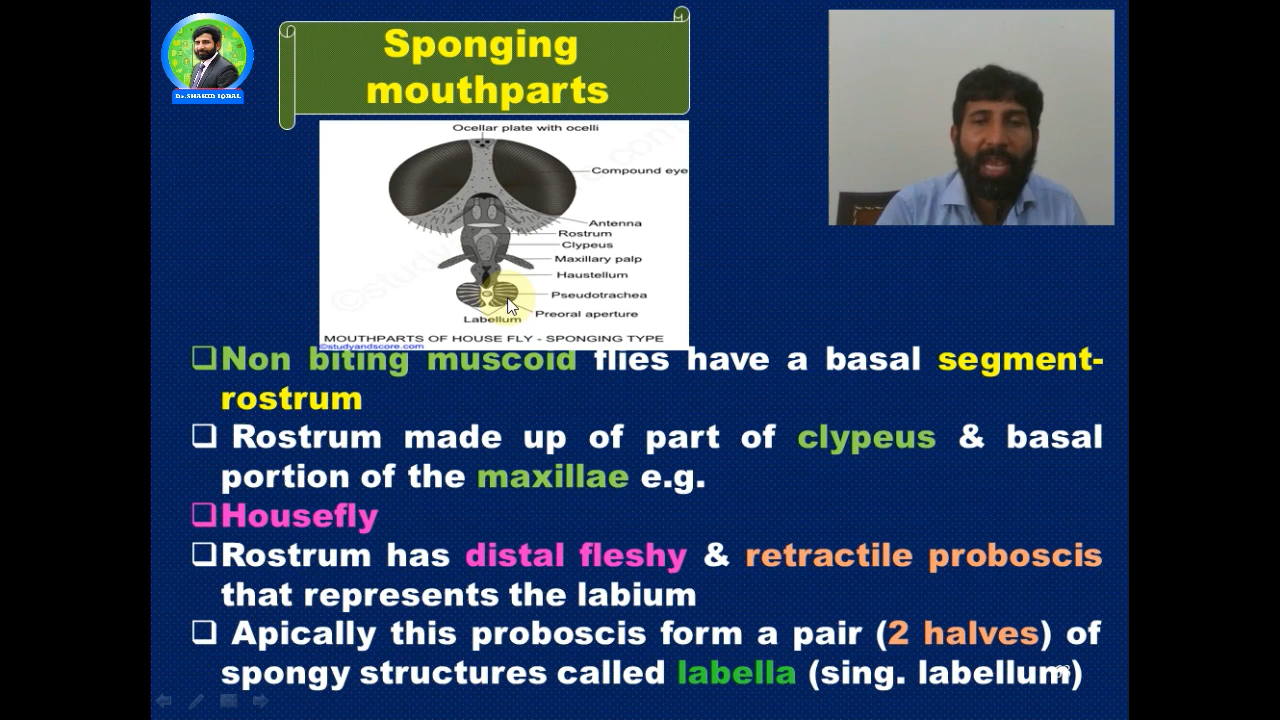 Sponging
mouthparts
Dr.SHAHID IQBAL
Ocellar plate with ocelli
Compound eye
Antenna
Rostrum
Clypeus
Maxillary palp
Haustellum
Pseudotrachea
Preoral aperture
Labellum
MOUTHPARTS OF HOUSE FLY - SPONGING TYPE
©studyandscore.com
❑Non biting muscoid flies have a basal segment-
rostrum
❑ Rostrum made up of part of clypeus & basal
portion of the maxillae e.g.
❑Housefly
❑Rostrum has distal fleshy & retractile proboscis
that represents the labium
❑ Apically this proboscis form a pair (2 halves) of
spongy structures called labella (sing. labellum)